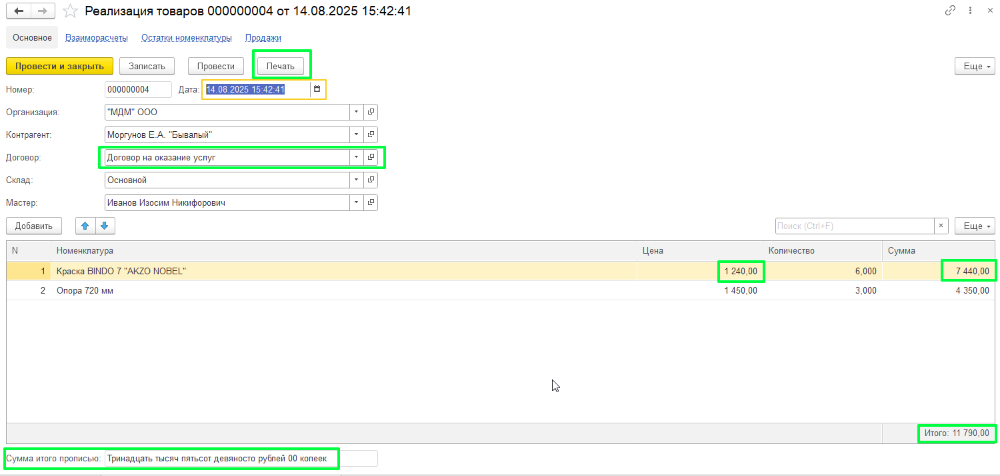 Реализация товаров 000000004 от 14.08.2025 15:42:41
Основное Взаиморасчеты Остатки номенклатуры Продажи
Провести и закрыть Записать Провести Печать Еще
Номер: 000000004 Дата: 14.08.2025 15:42:41
Организация: "МДМ" ООО
Контрагент: Моргунов Е.А. "Бывалый"
Договор: Договор на оказание услуг
Склад: Основной
Мастер: Иванов Изосим Никифорович
Добавить Поиск (Ctrl+F) × Еще
N Номенклатура Цена Количество Сумма
1 Краска BINDO 7 "AKZO NOBEL" 1 240,00 6,000 7 440,00
2 Опора 720 мм 1 450,00 3,000 4 350,00
Итого: 11 790,00
Сумма итого прописью: Тринадцать тысяч пятьсот девяносто рублей 00 копеек